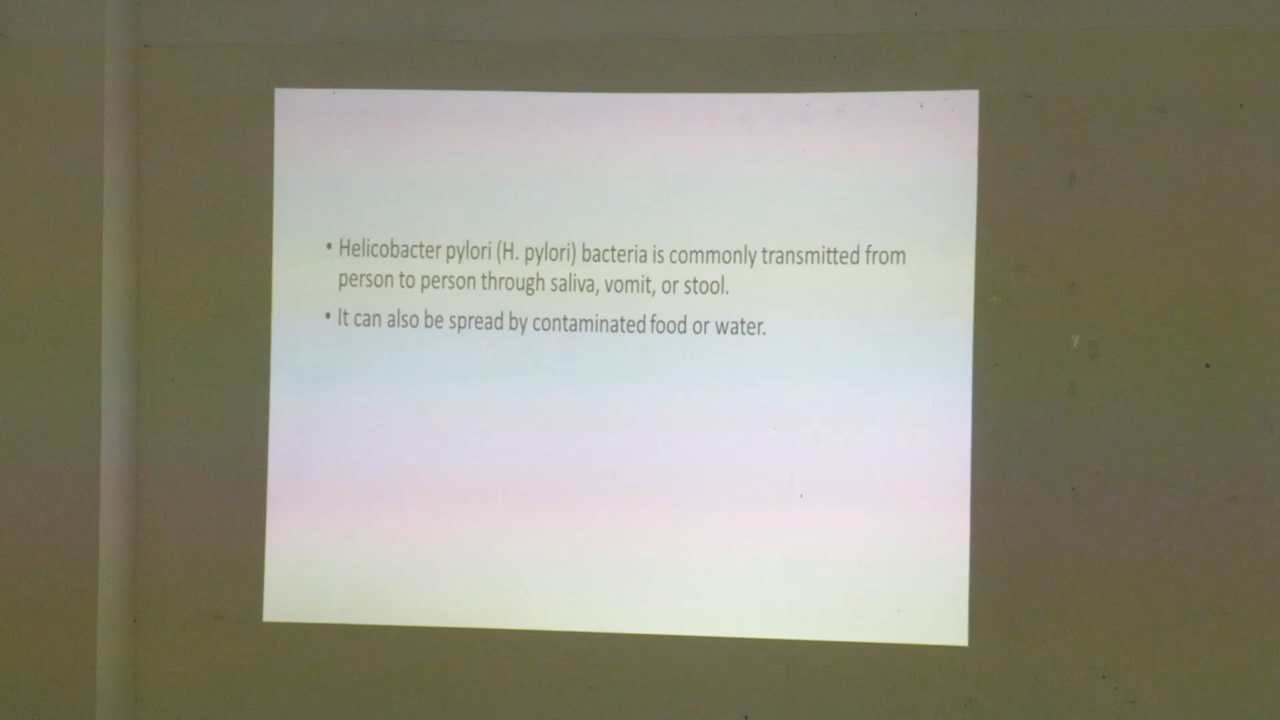 • Helicobacter pylori (H. pylori) bacteria is commonly transmitted from
person to person through saliva, vomit, or stool.
• It can also be spread by contaminated food or water.